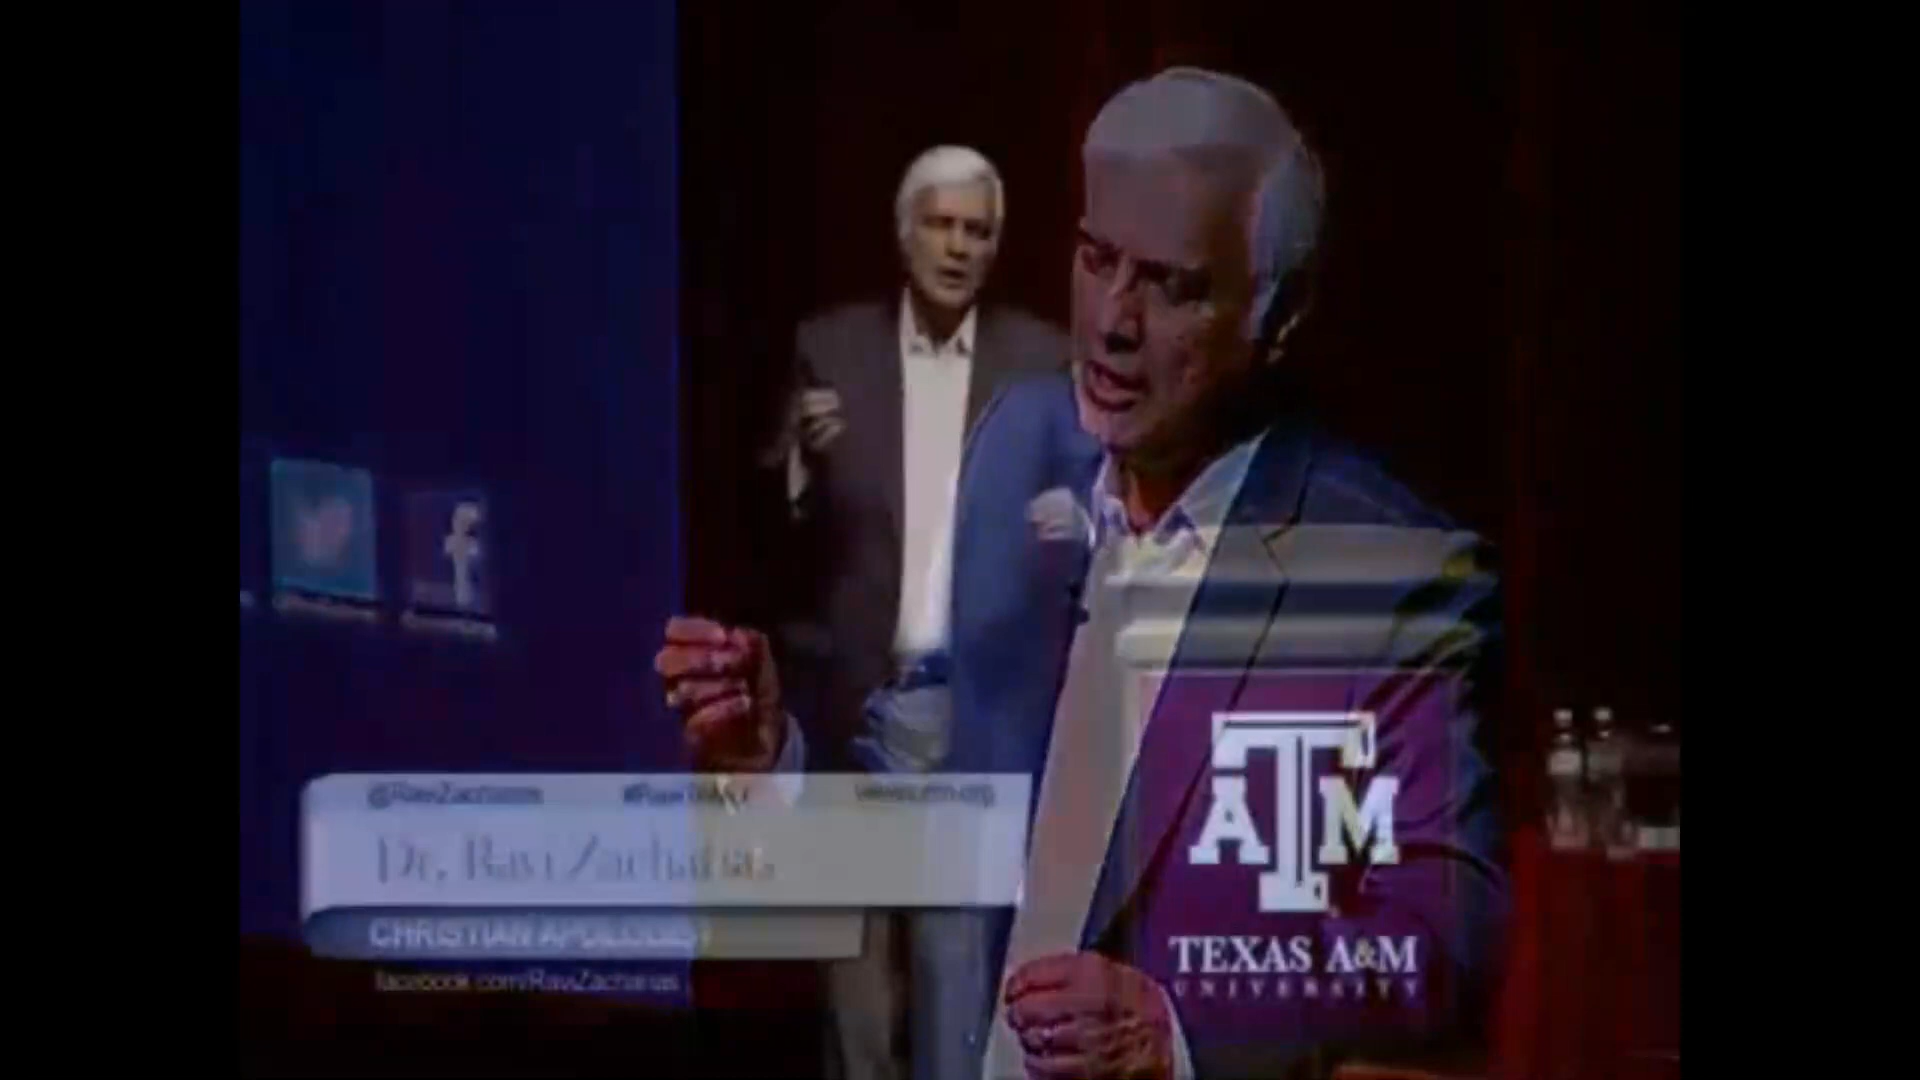 @RaviZacharias www.rzim.org
Dr. Ravi Zacharias
CHRISTIAN APOLOGIST
facebook.com/RaviZacharias
ATM
TEXAS A&M
UNIVERSITY